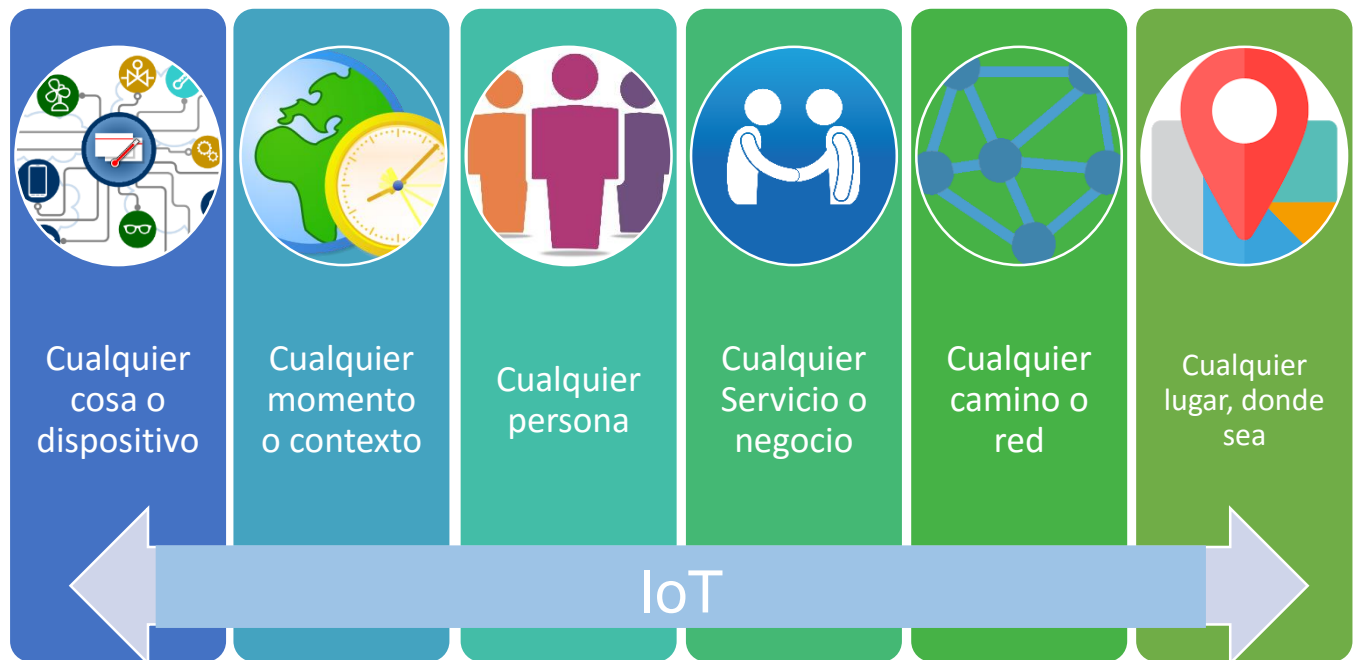 Cualquier
cosa o
dispositivo
Cualquier
momento
o contexto
Cualquier
persona
Cualquier
Servicio o
negocio
Cualquier
camino o
red
Cualquier
lugar, donde
sea
IoT